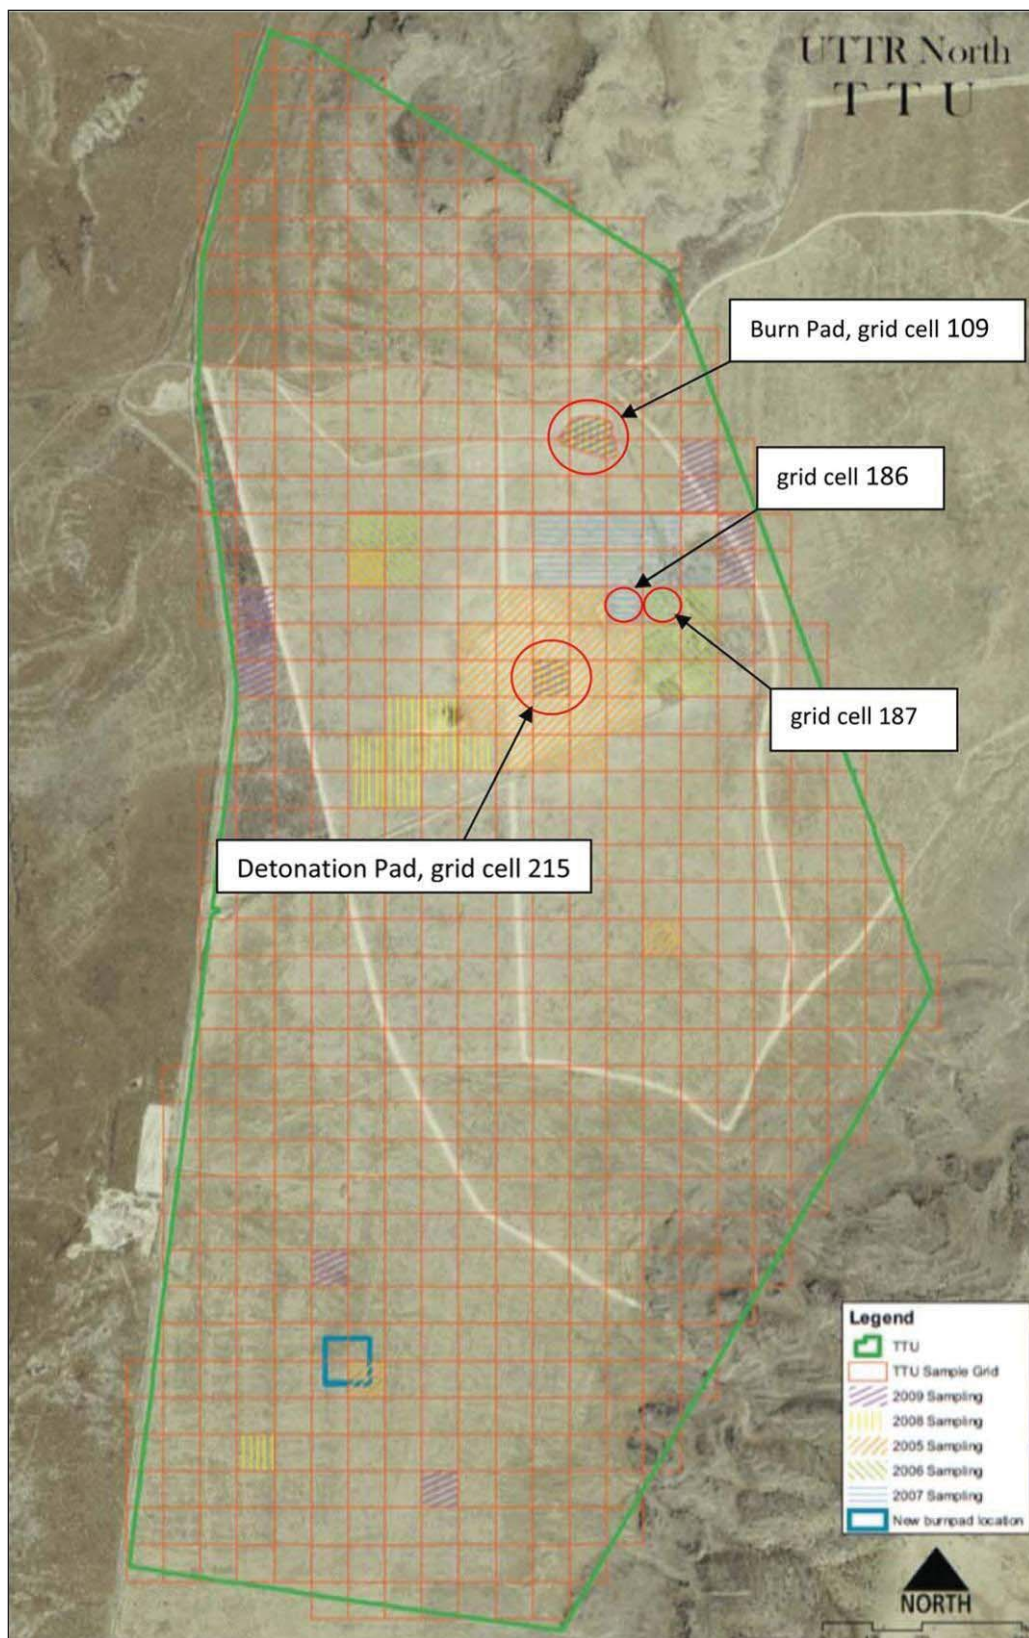 UTTR North
T T U
Burn Pad, grid cell 109
grid cell 186
grid cell 187
Detonation Pad, grid cell 215
Legend
TTU
TTU Sample Grid
2009 Sampling
2008 Sampling
2005 Sampling
2006 Sampling
2007 Sampling
New burnpad location
NORTH